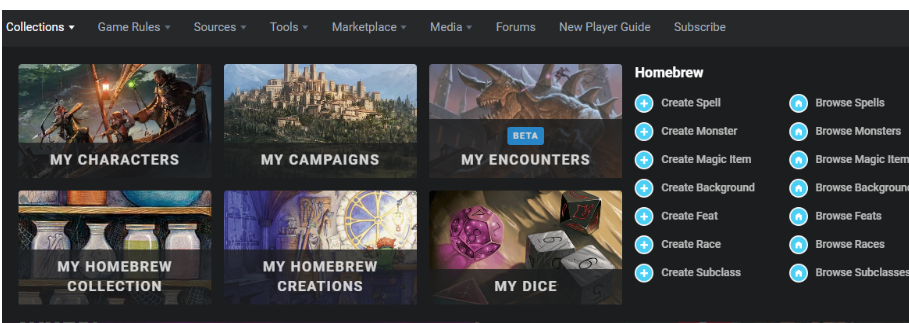 Collections Game Rules Sources Tools Marketplace Media Forums New Player Guide Subscribe
MY CHARACTERS
MY CAMPAIGNS
BETA
MY ENCOUNTERS
MY HOMEBREW
COLLECTION
MY HOMEBREW
CREATIONS
MY DICE
Homebrew
Create Spell Browse Spells
Create Monster Browse Monsters
Create Magic Item Browse Magic Item
Create Background Browse Background
Create Feat Browse Feats
Create Race Browse Races
Create Subclass Browse Subclasses